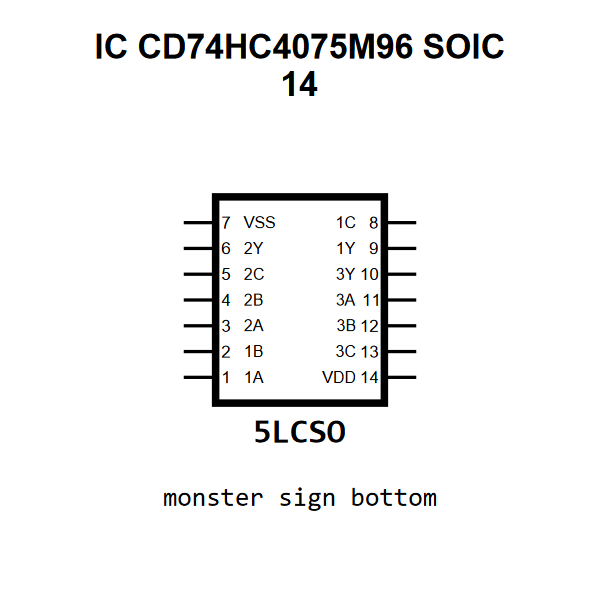 IC CD74HC4075M96 SOIC
14
7 VSS 1C 8
6 2Y 1Y 9
5 2C 3Y 10
4 2B 3A 11
3 2A 3B 12
2 1B 3C 13
1 1A VDD 14
5LCSO
monster sign bottom